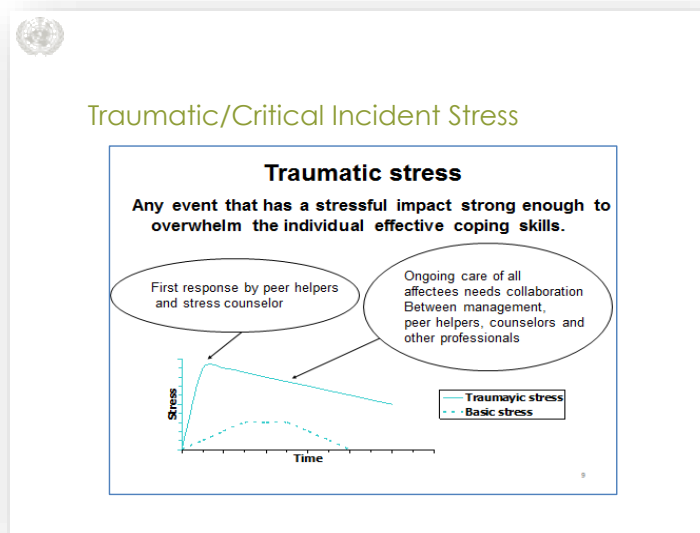 Traumatic/Critical Incident Stress
Traumatic stress
Any event that has a stressful impact strong enough to
overwhelm the individual effective coping skills.
First response by peer helpers
and stress counselor
Ongoing care of all
affectees needs collaboration
Between management,
peer helpers, counselors and
other professionals
Stress
Time
Traumayic stress
Basic stress
9